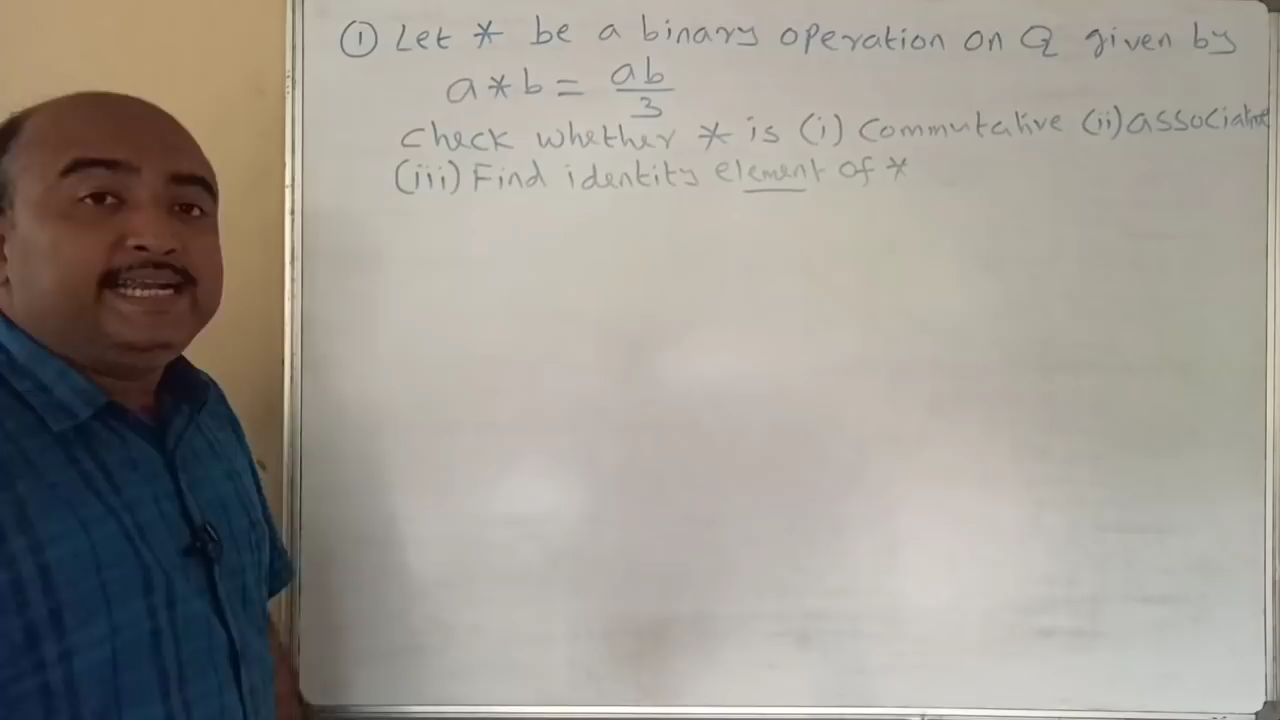 ① Let * be a binary operation on Q given by
a * b = ab/3
Check whether * is (i) Commutative (ii) associative
(iii) Find identity element of *